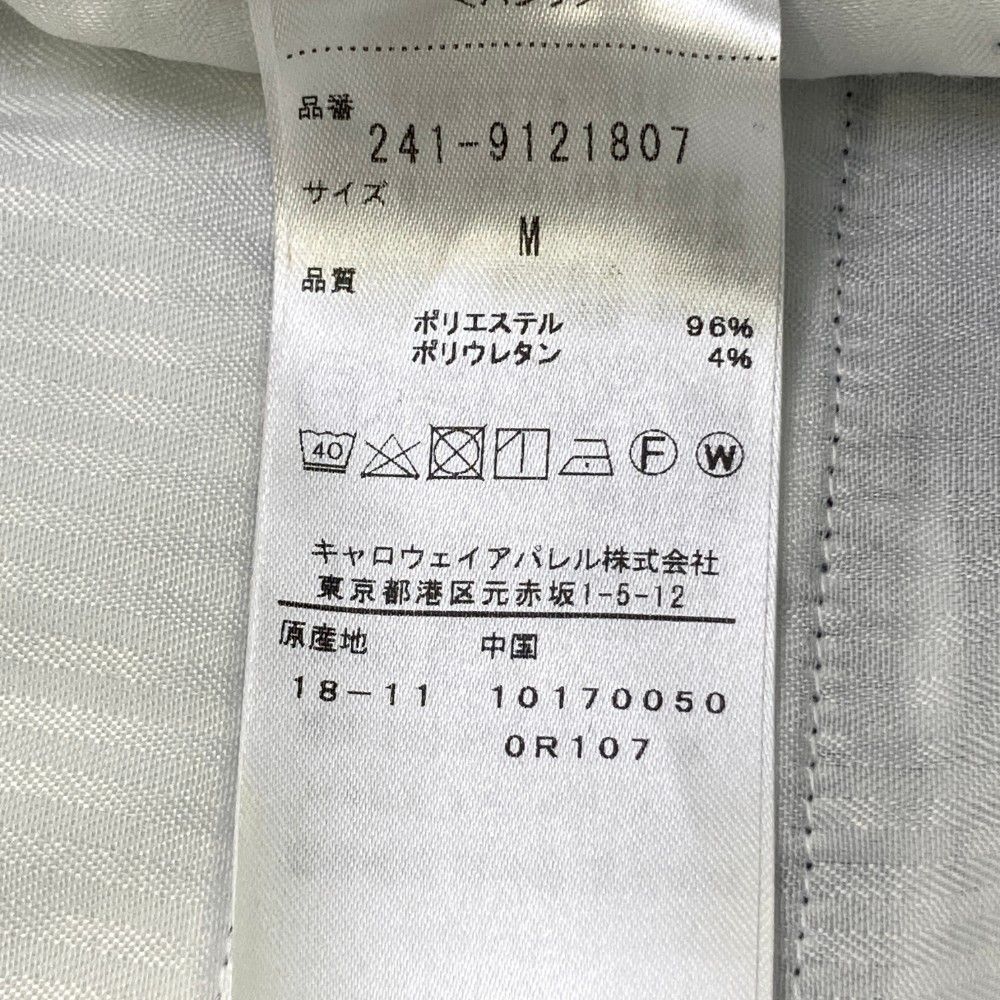 品番
241-9121807
サイズ
M
品質
ポリエステル 96%
ポリウレタン 4%
40 F W
キャロウェイアパレル株式会社
東京都港区元赤坂1-5-12
原産地 中国
18-11 10170050
0R107